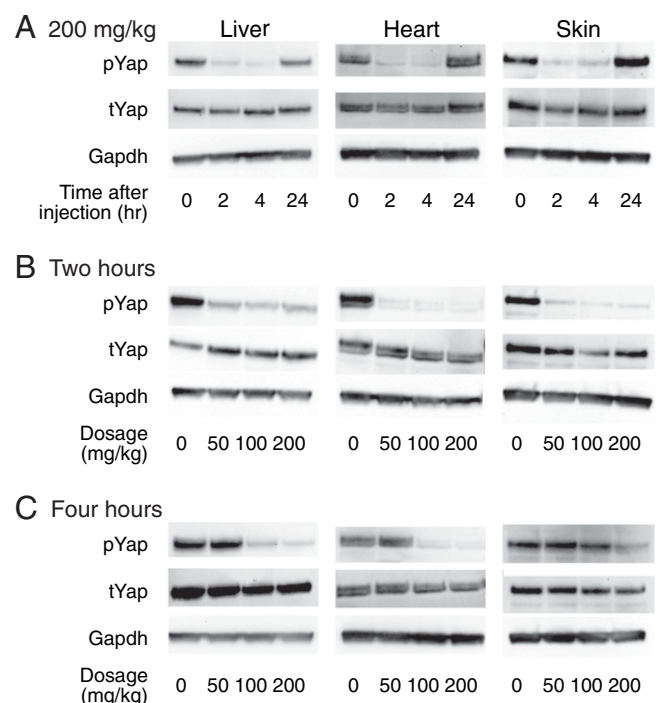 A 200 mg/kg Liver Heart Skin
pYap
tYap
Gapdh
Time after
injection (hr) 0 2 4 24 0 2 4 24 0 2 4 24
B Two hours
pYap
tYap
Gapdh
Dosage
(mg/kg) 0 50 100 200 0 50 100 200 0 50 100 200
C Four hours
pYap
tYap
Gapdh
Dosage
(mg/kg) 0 50 100 200 0 50 100 200 0 50 100 200